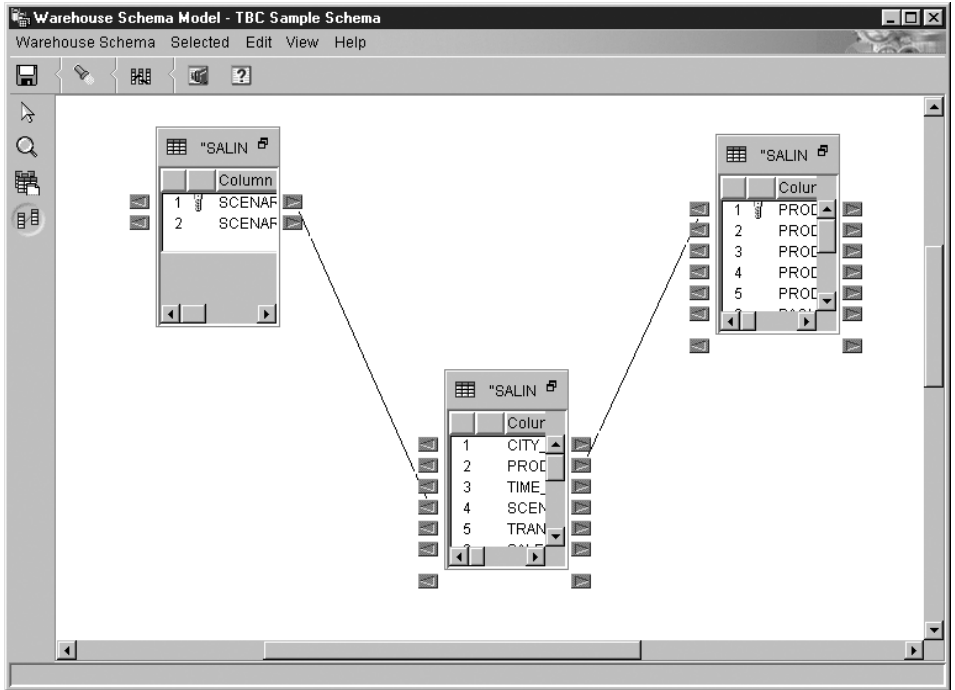 Warehouse Schema Model - TBC Sample Schema
Warehouse Schema Selected Edit View Help
"SALIN
Column
1 SCENAR
2 SCENAR
"SALIN
Colur
1 PROD
2 PROD
3 PROD
4 PROD
5 PROD
"SALIN
Colur
1 CITY_
2 PROD
3 TIME_
4 SCEN
5 TRAN